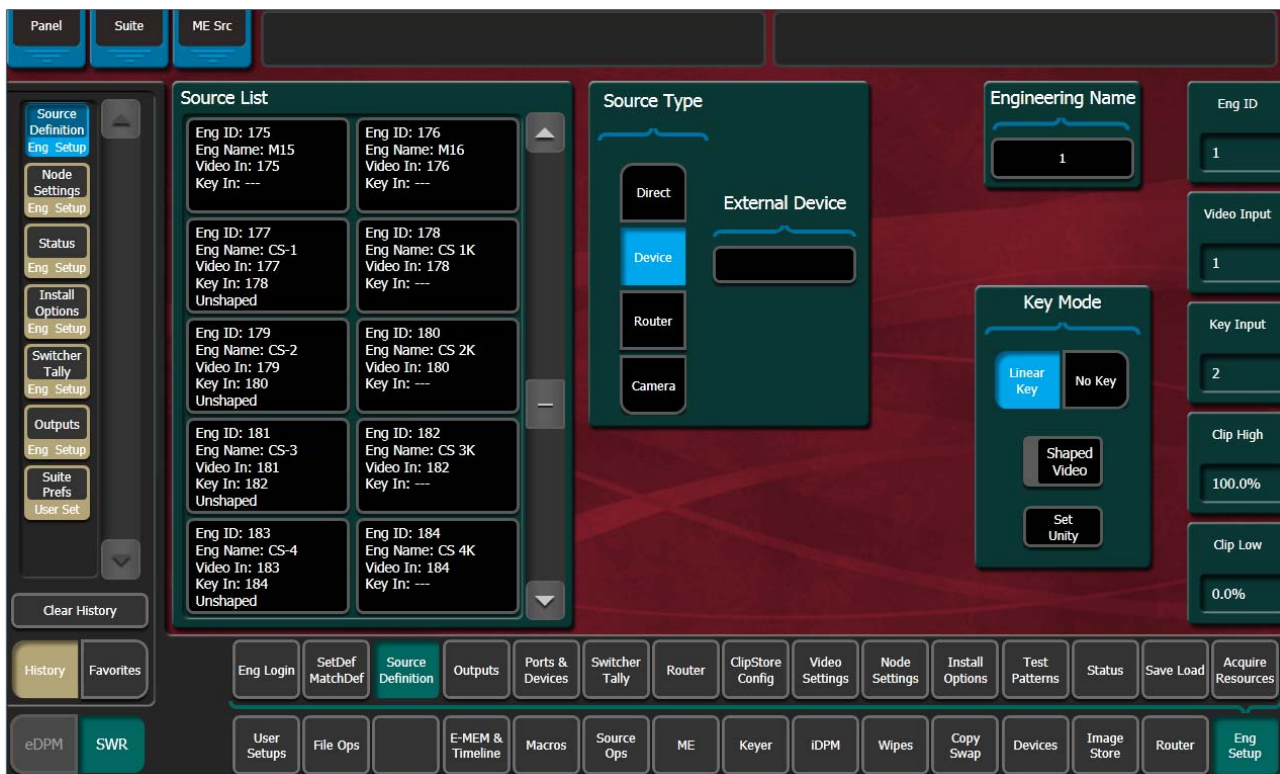 Panel
Suite
ME Src
Source
Definition
Eng Setup
Node
Settings
Eng Setup
Status
Eng Setup
Install
Options
Eng Setup
Switcher
Tally
Eng Setup
Outputs
Eng Setup
Suite
Prefs
User Set
Clear History
History
Favorites
eDPM
SWR
Source List
Eng ID: 175
Eng Name: M15
Video In: 175
Key In: ---
Eng ID: 176
Eng Name: M16
Video In: 176
Key In: ---
Eng ID: 177
Eng Name: CS-1
Video In: 177
Key In: 178
Unshaped
Eng ID: 178
Eng Name: CS 1K
Video In: 178
Key In: ---
Eng ID: 179
Eng Name: CS-2
Video In: 179
Key In: 180
Unshaped
Eng ID: 180
Eng Name: CS 2K
Video In: 180
Key In: ---
Eng ID: 181
Eng Name: CS-3
Video In: 181
Key In: 182
Unshaped
Eng ID: 182
Eng Name: CS 3K
Video In: 182
Key In: ---
Eng ID: 183
Eng Name: CS-4
Video In: 183
Key In: 184
Unshaped
Eng ID: 184
Eng Name: CS 4K
Video In: 184
Key In: ---
Source Type
Direct
Device
Router
Camera
External Device
Engineering Name
1
Key Mode
Linear
Key
No Key
Shaped
Video
Set
Unity
Eng ID
1
Video Input
1
Key Input
2
Clip High
100.0%
Clip Low
0.0%
Eng Login
SetDef
MatchDef
Source
Definition
Outputs
Ports &
Devices
Switcher
Tally
Router
ClipStore
Config
Video
Settings
Node
Settings
Install
Options
Test
Patterns
Status
Save Load
Acquire
Resources
User
Setups
File Ops
E-MEM &
Timeline
Macros
Source
Ops
ME
Keyer
iDPM
Wipes
Copy
Swap
Devices
Image
Store
Router
Eng
Setup